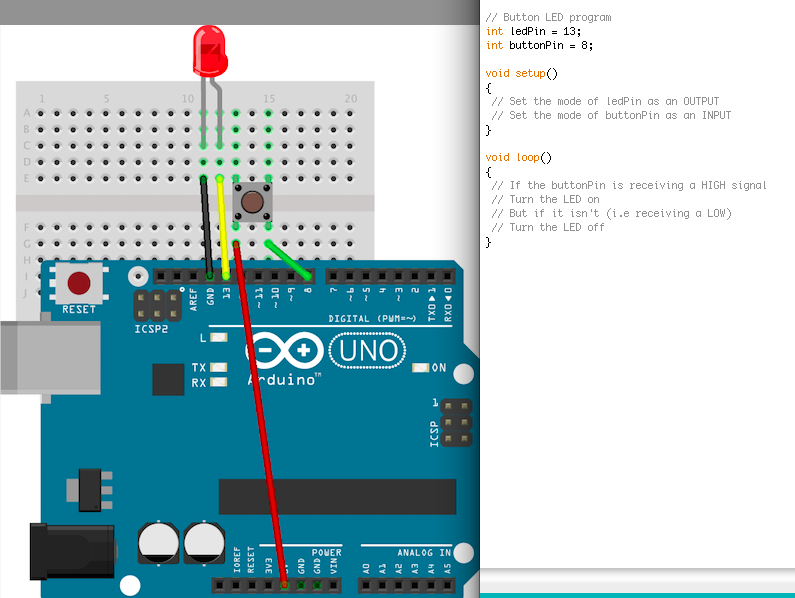 // Button LED program
int ledPin = 13;
int buttonPin = 8;
void setup()
{
// Set the mode of ledPin as an OUTPUT
// Set the mode of buttonPin as an INPUT
}
void loop()
{
// If the buttonPin is receiving a HIGH signal
// Turn the LED on
// But if it isn't (i.e receiving a LOW)
// Turn the LED off
}
1 5 10 15 20
A
B
C
D
E
F
G
H
I
J
RESET
ICSP2
AREF
GND
13
~11
~10
~9
8
7
~6
~5
4
~3
2
TXO▶1
RXO◀0
DIGITAL (PWM=~)
L
TX
RX
UNO
Arduino™
ON
1
ICSP
IOREF
RESET
3V3
GND
GND
VIN
POWER
ANALOG IN
A0
A1
A2
A3
A4
A5